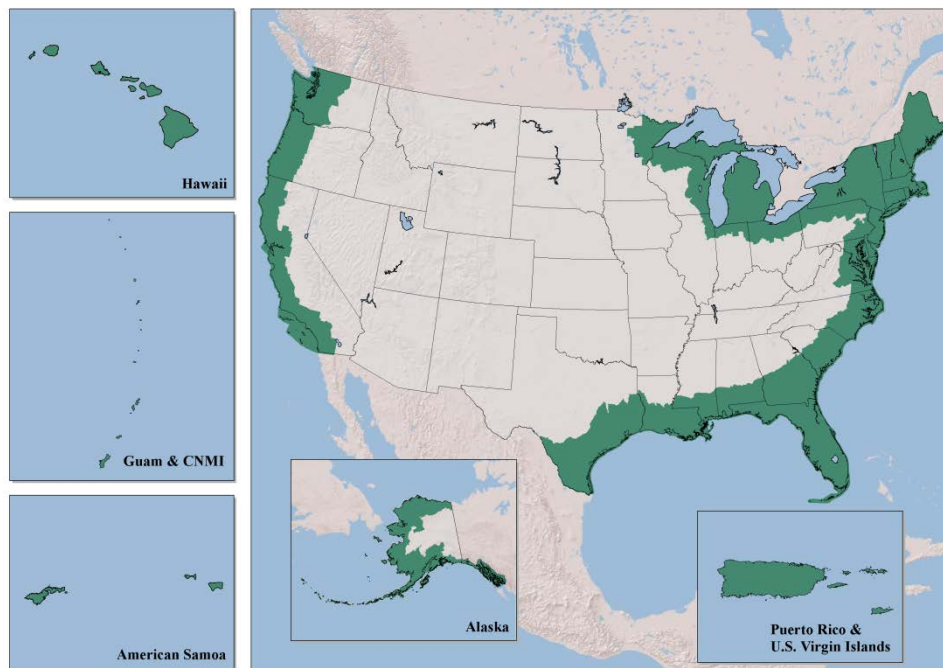 Hawaii
Guam & CNMI
American Samoa
Alaska
Puerto Rico &
U.S. Virgin Islands